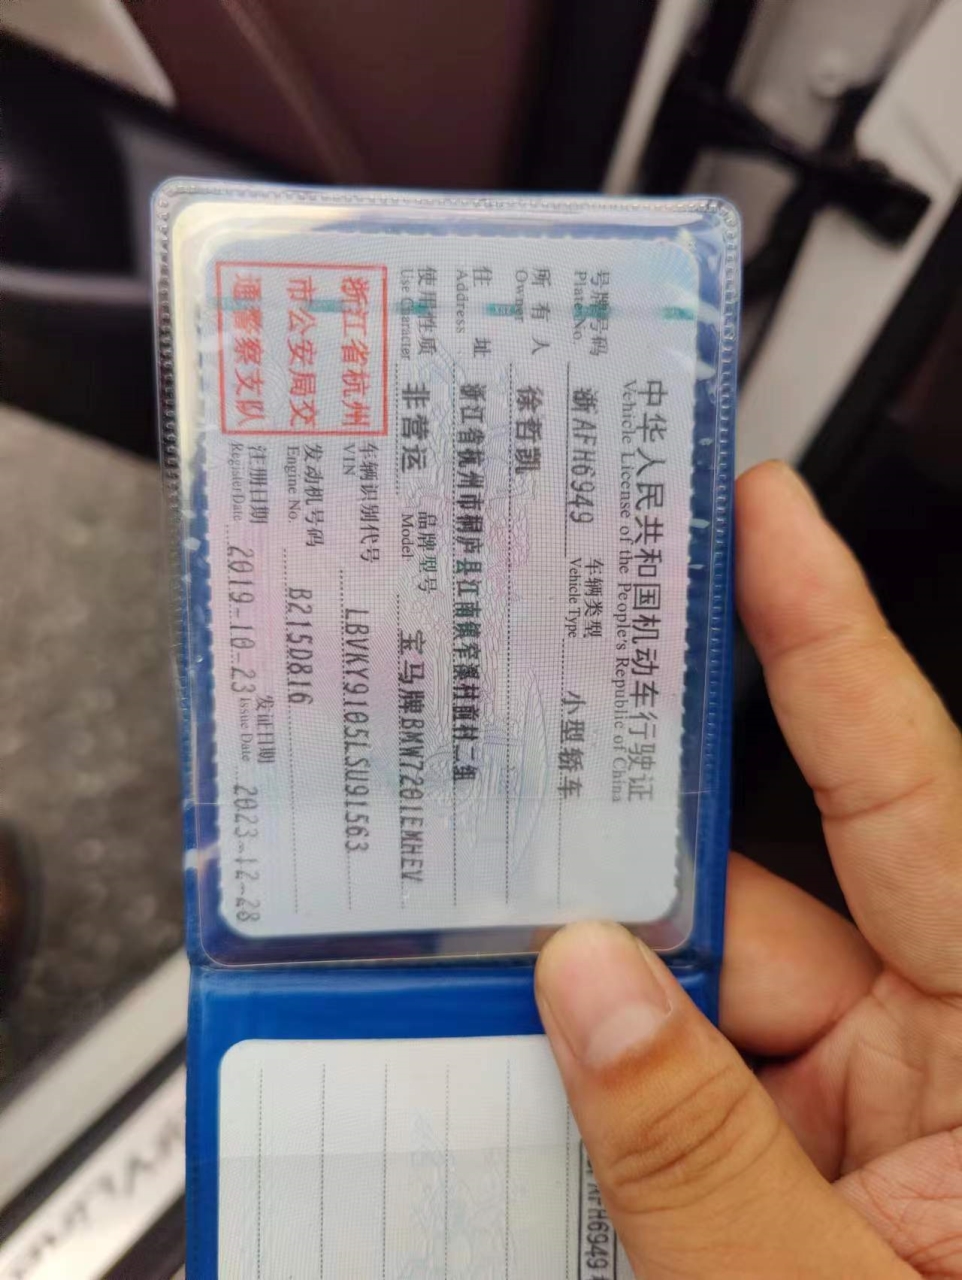 中华人民共和国机动车行驶证
Vehicle License of the People's Republic of China
号牌号码 浙AFH6949 车辆类型 小型轿车
Plate No. Vehicle Type
所有人 徐哲凯
Owner
住址 浙江省杭州市桐庐县江南镇窄溪村前村二组
Address
使用性质 非营运 品牌型号 宝马牌BMW7201EMHEV
Use Character Model
浙江省杭州
市公安局交
通警察支队
车辆识别代号 LBVKY9105LSU91563
VIN
发动机号码 B215D816
Engine No.
注册日期 2019-10-23 发证日期 2023-12-28
Register Date Issue Date
AFH6949